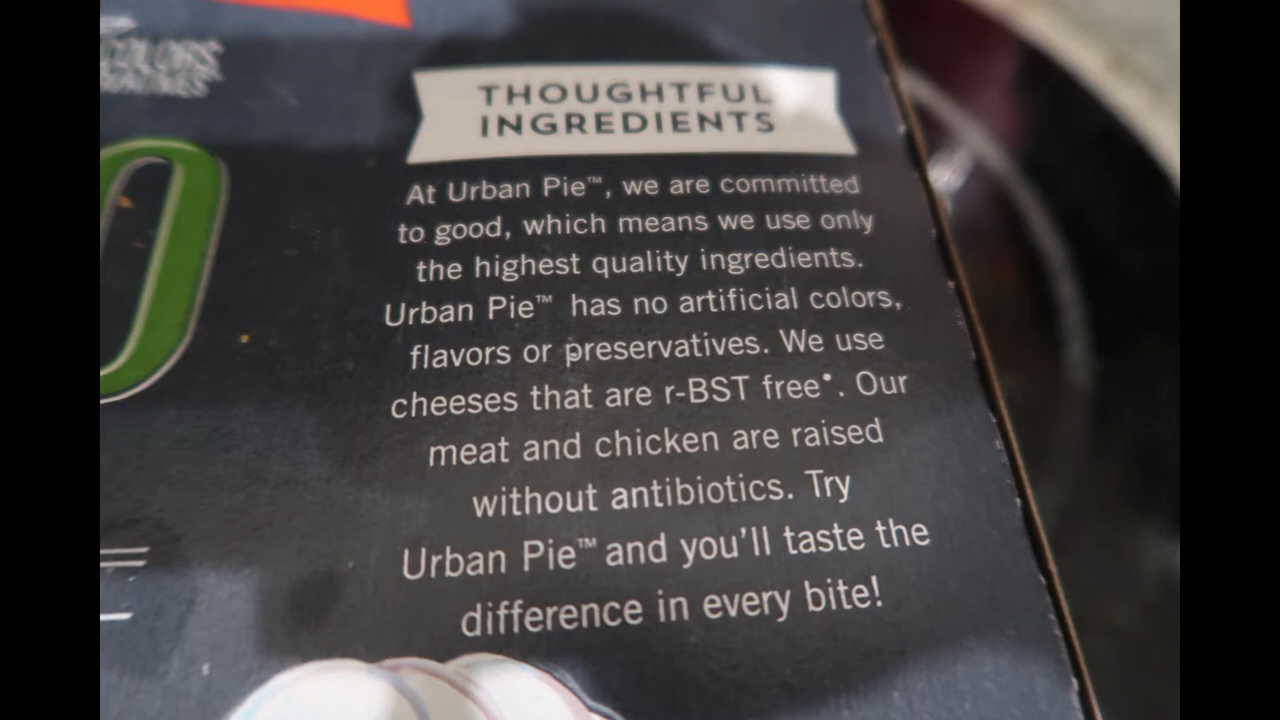 COLORS,
THOUGHTFUL
INGREDIENTS
At Urban Pie™, we are committed
to good, which means we use only
the highest quality ingredients.
Urban Pie™ has no artificial colors,
flavors or preservatives. We use
cheeses that are r-BST free*. Our
meat and chicken are raised
without antibiotics. Try
Urban Pie™ and you'll taste the
difference in every bite!